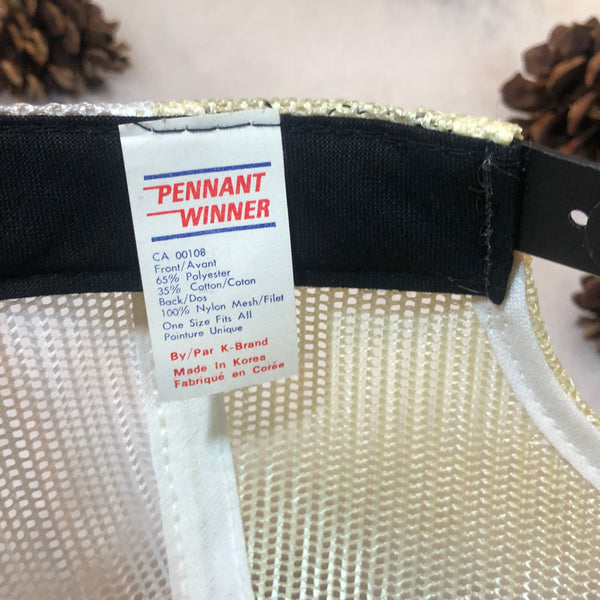 PENNANT
WINNER
CA 00108
Front/Avant
65% Polyester
35% Cotton/Coton
Back/Dos
100% Nylon Mesh/Filet
One Size Fits All
Pointure Unique
By/Par K-Brand
Made In Korea
Fabriqué en Corée